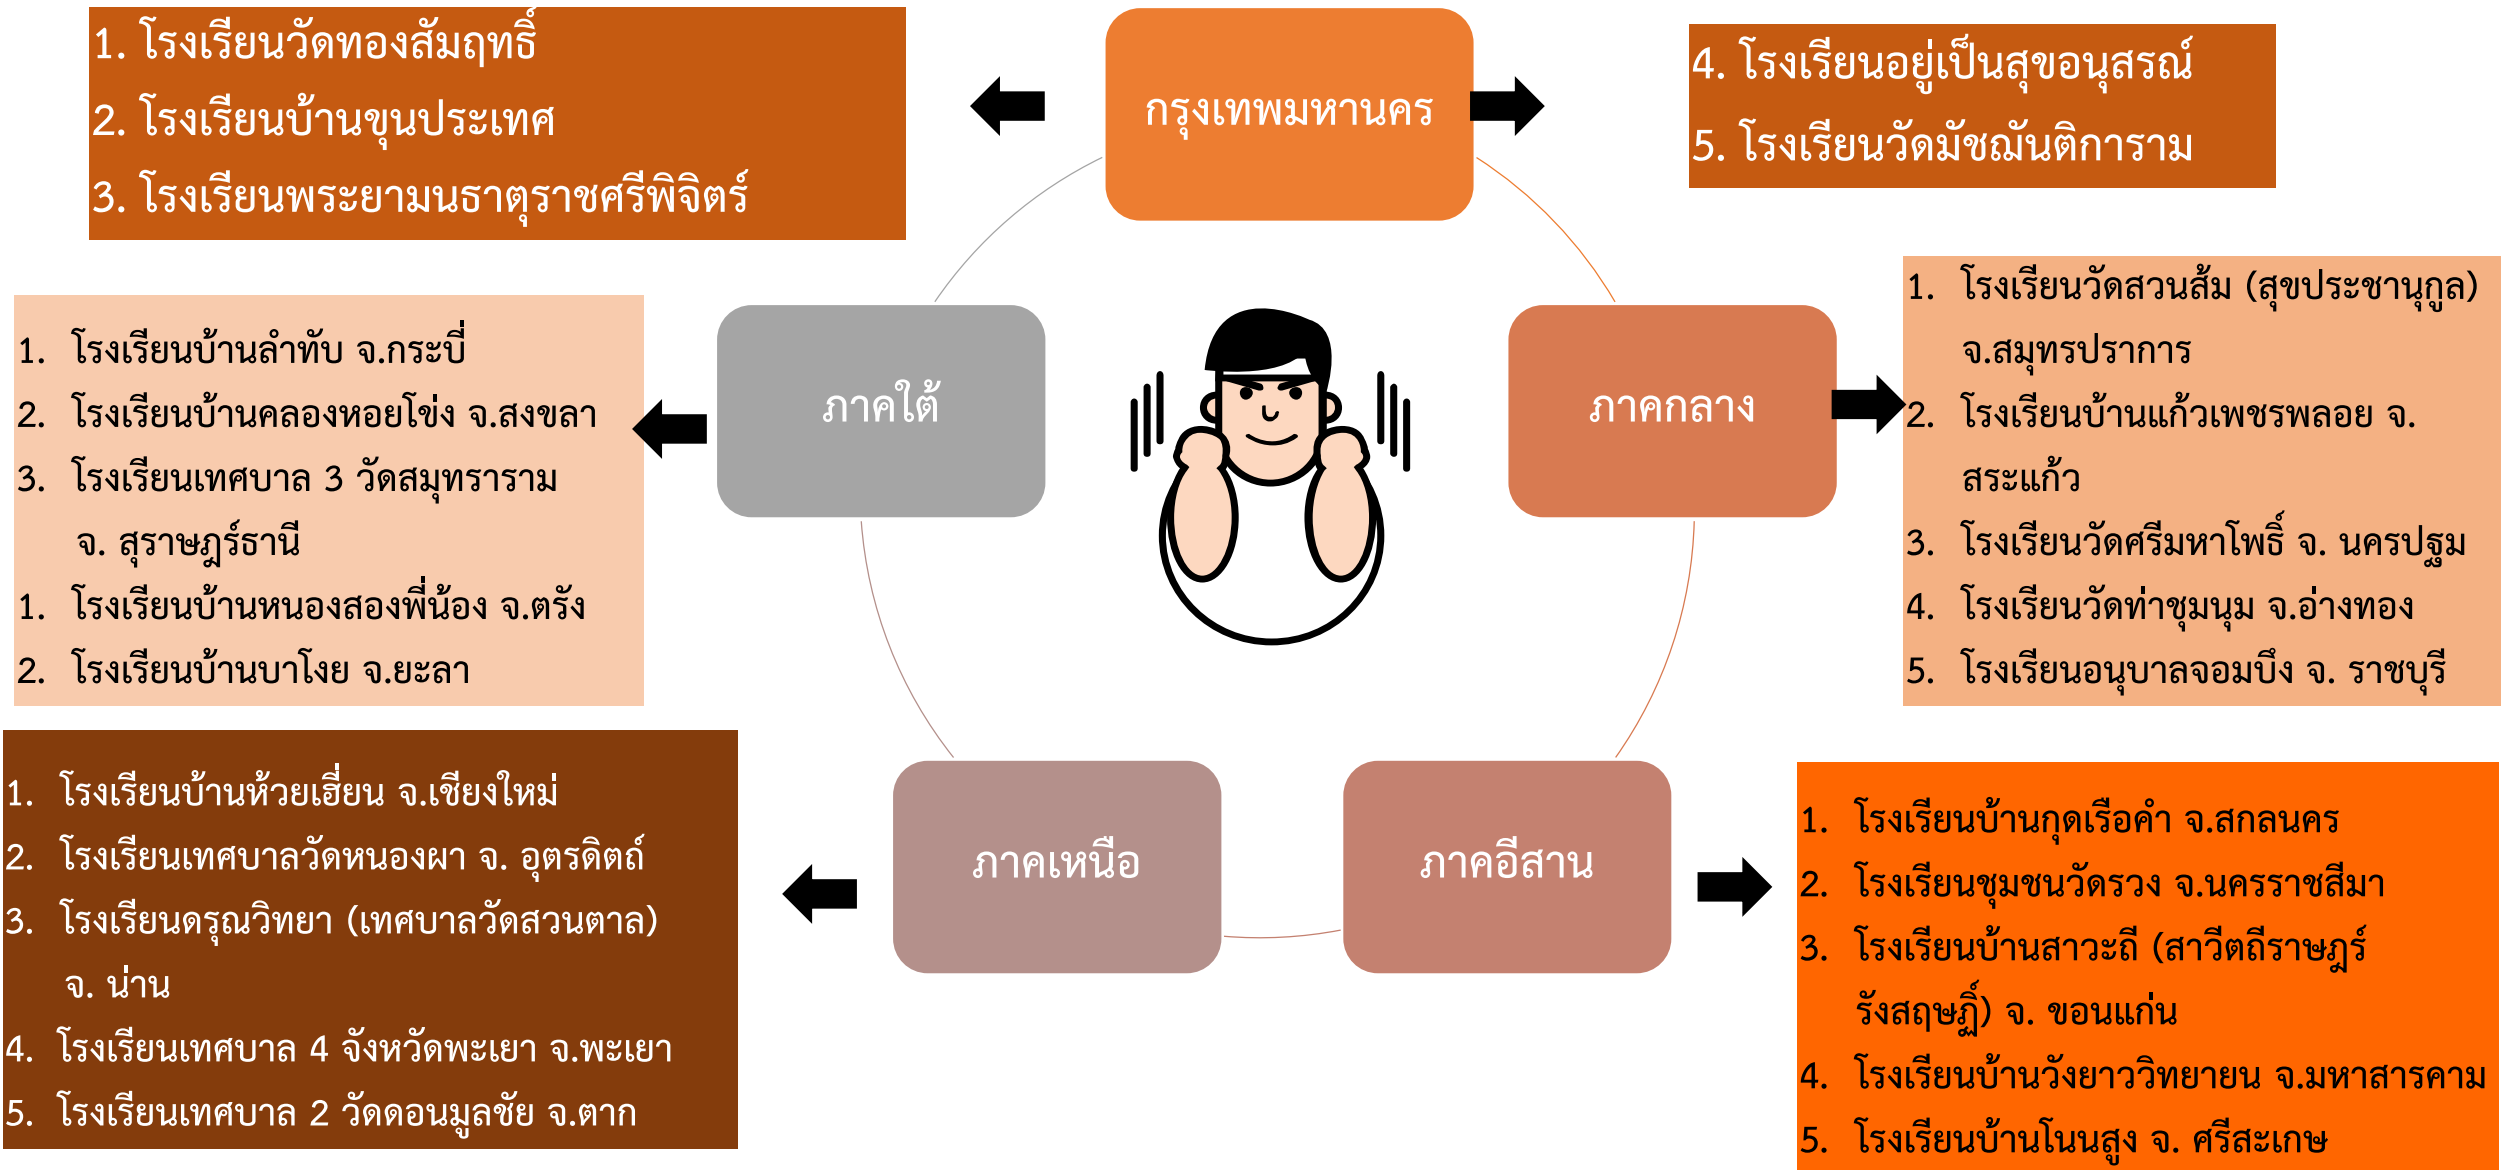 1. โรงเรียนวัดทองสัมฤทธิ์
2. โรงเรียนบ้านขุนประเทศ
3. โรงเรียนพระยามนธาตุราชศรีพิจิตร์
กรุงเทพมหานคร
4. โรงเรียนอยู่เป็นสุขอนุสรณ์
5. โรงเรียนวัดมัชฌันติการาม
1. โรงเรียนบ้านลำทับ จ.กระบี่
2. โรงเรียนบ้านคลองหอยโข่ง จ.สงขลา
3. โรงเรียนเทศบาล 3 วัดสมุทราราม
จ. สุราษฎร์ธานี
1. โรงเรียนบ้านหนองสองพี่น้อง จ.ตรัง
2. โรงเรียนบ้านบาโงย จ.ยะลา
ภาคใต้
ภาคกลาง
1. โรงเรียนวัดสวนส้ม (สุขประชานุกูล)
จ.สมุทรปราการ
2. โรงเรียนบ้านแก้วเพชรพลอย จ.
สระแก้ว
3. โรงเรียนวัดศรีมหาโพธิ์ จ. นครปฐม
4. โรงเรียนวัดท่าชุมนุม จ.อ่างทอง
5. โรงเรียนอนุบาลจอมบึง จ. ราชบุรี
1. โรงเรียนบ้านห้วยเฮี่ยน จ.เชียงใหม่
2. โรงเรียนเทศบาลวัดหนองผา จ. อุตรดิตถ์
3. โรงเรียนดรุณวิทยา (เทศบาลวัดสวนตาล)
จ. น่าน
4. โรงเรียนเทศบาล 4 จังหวัดพะเยา จ.พะเยา
5. โรงเรียนเทศบาล 2 วัดดอนมูลชัย จ.ตาก
ภาคเหนือ
ภาคอีสาน
1. โรงเรียนบ้านกุดเรือคำ จ.สกลนคร
2. โรงเรียนชุมชนวัดรวง จ.นครราชสีมา
3. โรงเรียนบ้านสาวะถี (สาวีตถีราษฎร์
รังสฤษฏิ์) จ. ขอนแก่น
4. โรงเรียนบ้านวังยาววิทยายน จ.มหาสารคาม
5. โรงเรียนบ้านโนนสูง จ. ศรีสะเกษ